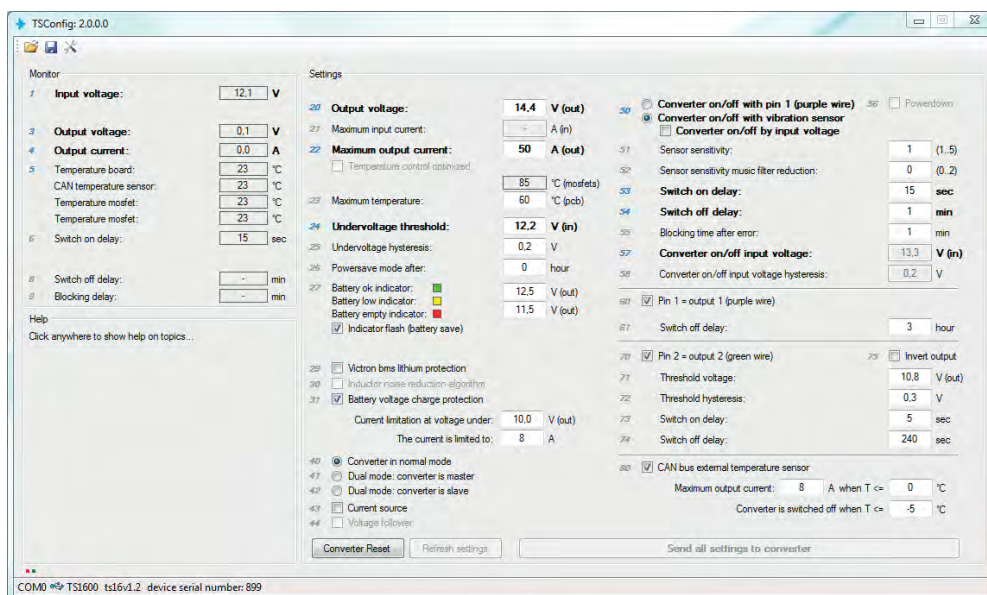 TSConfig: 2.0.0.0
Monitor
1 Input voltage: 12,1 V
3 Output voltage: 0,1 V
4 Output current: 0,0 A
5 Temperature board: 23 °C
CAN temperature sensor: 23 °C
Temperature mosfet: 23 °C
Temperature mosfet: 23 °C
6 Switch on delay: 15 sec
8 Switch off delay: - min
9 Blocking delay: - min
Help
Click anywhere to show help on topics...
Settings
20 Output voltage: 14,4 V (out)
21 Maximum input current: - A (in)
22 Maximum output current: 50 A (out)
Temperature control optimized
85 °C (mosfets)
23 Maximum temperature: 60 °C (pcb)
24 Undervoltage threshold: 12,2 V (in)
25 Undervoltage hysteresis: 0,2 V
26 Powersave mode after: 0 hour
27 Battery ok indicator: 12,5 V (out)
Battery low indicator:
Battery empty indicator: 11,5 V (out)
Indicator flash (battery save)
29 Victron bms lithium protection
30 Inductor noise reduction algorithm
31 Battery voltage charge protection
Current limitation at voltage under: 10,0 V (out)
The current is limited to: 8 A
40 Converter in normal mode
41 Dual mode: converter is master
42 Dual mode: converter is slave
43 Current source
44 Voltage follower
50 Converter on/off with pin 1 (purple wire) 56 Powerdown
Converter on/off with vibration sensor
Converter on/off by input voltage
51 Sensor sensitivity: 1 (1..5)
52 Sensor sensitivity music filter reduction: 0 (0..2)
53 Switch on delay: 15 sec
54 Switch off delay: 1 min
55 Blocking time after error: 1 min
57 Converter on/off input voltage: 13,3 V (in)
58 Converter on/off input voltage hysteresis: 0,2 V
60 Pin 1 = output 1 (purple wire)
61 Switch off delay: 3 hour
70 Pin 2 = output 2 (green wire) 75 Invert output
71 Threshold voltage: 10,8 V (out)
72 Threshold hysteresis: 0,3 V
73 Switch on delay: 5 sec
74 Switch off delay: 240 sec
80 CAN bus external temperature sensor
Maximum output current: 8 A when T <= 0 °C
Converter is switched off when T <= -5 °C
Converter Reset Refresh settings Send all settings to converter
COM0 TS1600 ts16v1.2 device serial number: 899